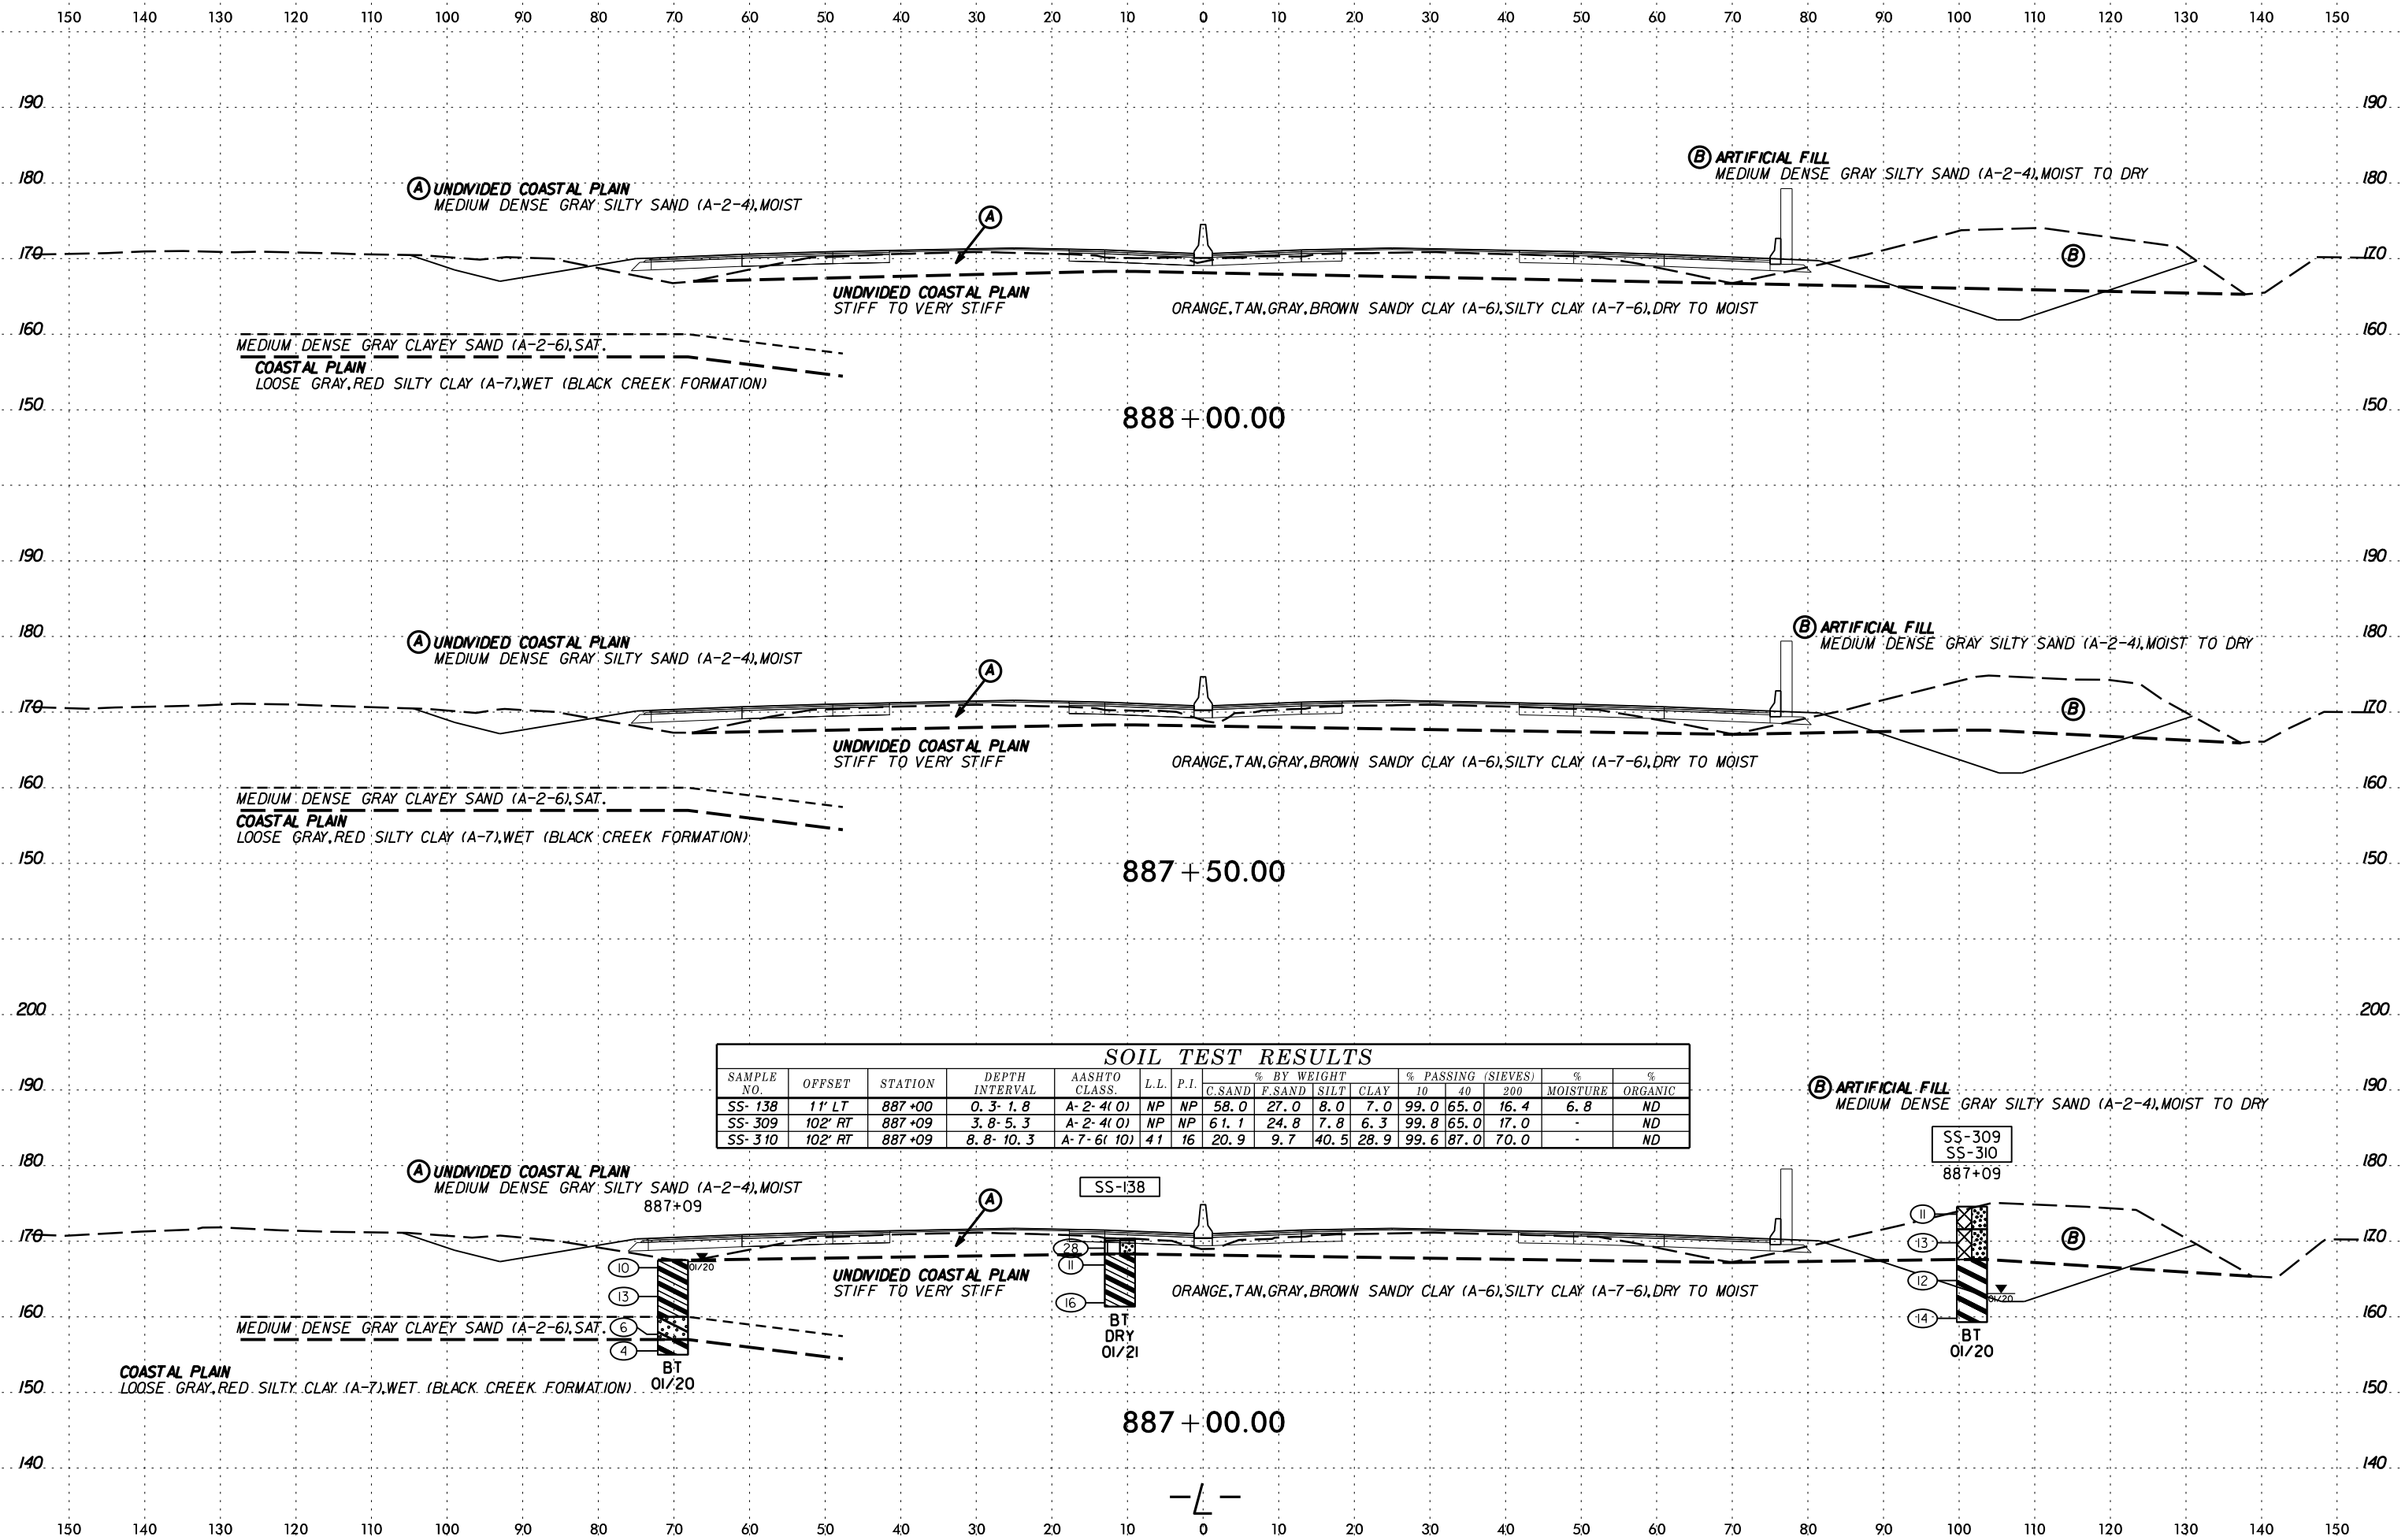 150 140 130 120 110 100 90 80 70 60 50 40 30 20 10 0 10 20 30 40 50 60 70 80 90 100 110 120 130 140 150
190 190
B ARTIFICIAL FILL
MEDIUM DENSE GRAY SILTY SAND (A-2-4),MOIST TO DRY
180 180
A UNDIVIDED COASTAL PLAIN
MEDIUM DENSE GRAY SILTY SAND (A-2-4),MOIST
A
170 B 170
UNDIVIDED COASTAL PLAIN
STIFF TO VERY STIFF ORANGE,TAN,GRAY,BROWN SANDY CLAY (A-6),SILTY CLAY (A-7-6),DRY TO MOIST
160 160
MEDIUM DENSE GRAY CLAYEY SAND (A-2-6),SAT.
COASTAL PLAIN
LOOSE GRAY,RED SILTY CLAY (A-7),WET (BLACK CREEK FORMATION)
150 150
888+00.00
190 190
B ARTIFICIAL FILL
180 180
A UNDIVIDED COASTAL PLAIN MEDIUM DENSE GRAY SILTY SAND (A-2-4),MOIST TO DRY
MEDIUM DENSE GRAY SILTY SAND (A-2-4),MOIST
A
170 B 170
UNDIVIDED COASTAL PLAIN
STIFF TO VERY STIFF ORANGE,TAN,GRAY,BROWN SANDY CLAY (A-6),SILTY CLAY (A-7-6),DRY TO MOIST
160 160
MEDIUM DENSE GRAY CLAYEY SAND (A-2-6),SAT.
COASTAL PLAIN
LOOSE GRAY,RED SILTY CLAY (A-7),WET (BLACK CREEK FORMATION)
150 150
887+50.00
200 200
SOIL TEST RESULTS
SAMPLE NO. OFFSET STATION DEPTH INTERVAL AASHTO CLASS. L.L. P.I. % BY WEIGHT % PASSING (SIEVES) % MOISTURE % ORGANIC
C.SAND F.SAND SILT CLAY 10 40 200
SS-138 11' LT 887+00 0.3-1.8 A-2-4(0) NP NP 58.0 27.0 8.0 7.0 99.0 65.0 16.4 6.8 ND
SS-309 102' RT 887+09 3.8-5.3 A-2-4(0) NP NP 61.1 24.8 7.8 6.3 99.8 65.0 17.0 - ND
SS-310 102' RT 887+09 8.8-10.3 A-7-6(10) 41 16 20.9 9.7 40.5 28.9 99.6 87.0 70.0 - ND
190 190
B ARTIFICIAL FILL
MEDIUM DENSE GRAY SILTY SAND (A-2-4),MOIST TO DRY
SS-309
SS-310
887+09
180 180
A UNDIVIDED COASTAL PLAIN
MEDIUM DENSE GRAY SILTY SAND (A-2-4),MOIST
SS-138
887+09
A
11
170 28 13 B 170
10 01/20 11 12
UNDIVIDED COASTAL PLAIN
STIFF TO VERY STIFF ORANGE,TAN,GRAY,BROWN SANDY CLAY (A-6),SILTY CLAY (A-7-6),DRY TO MOIST
13 16 01/20
160 14 160
MEDIUM DENSE GRAY CLAYEY SAND (A-2-6),SAT. 6
4
BT
DRY
01/21
BT
01/20
COASTAL PLAIN
LOOSE GRAY,RED SILTY CLAY (A-7),WET (BLACK CREEK FORMATION)
BT
01/20
150 150
887+00.00
140 140
-L-
150 140 130 120 110 100 90 80 70 60 50 40 30 20 10 0 10 20 30 40 50 60 70 80 90 100 110 120 130 140 150